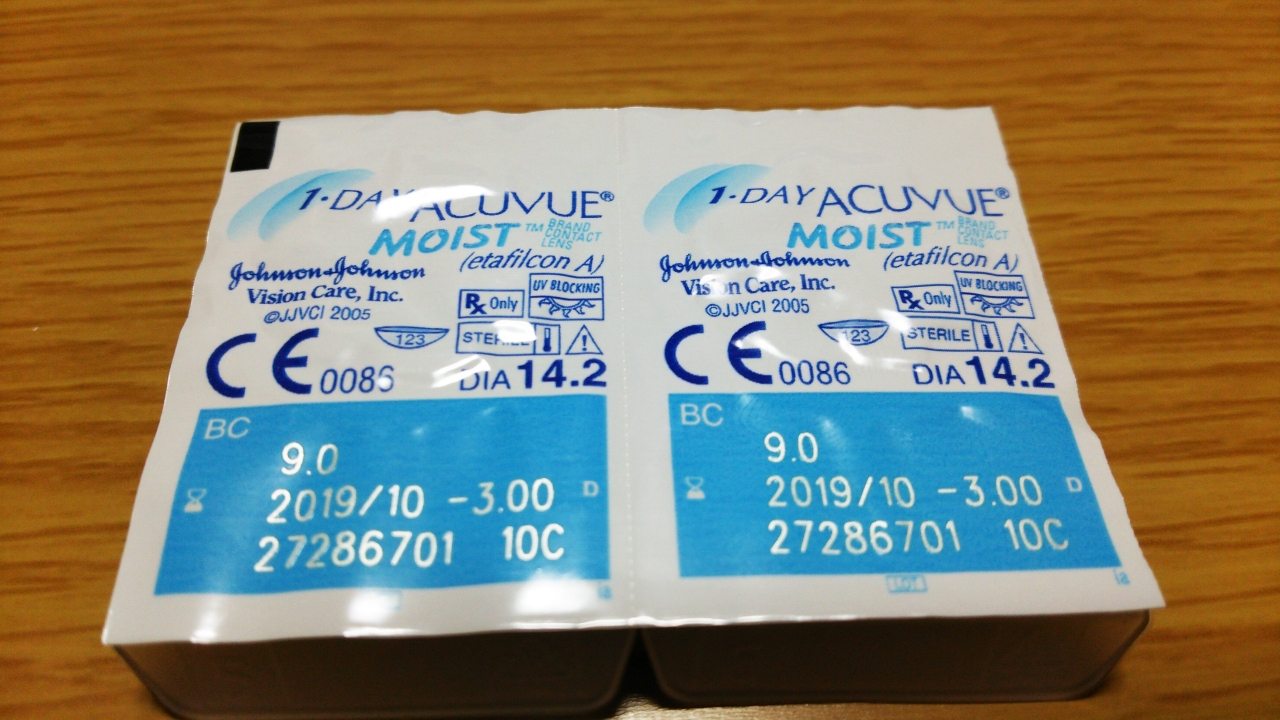 1·DAY ACUVUE®
MOIST™ BRAND CONTACT LENS
(etafilcon A)
Johnson & Johnson
Vision Care, Inc.
©JJVCI 2005
Rx Only
UV BLOCKING
123
STERILE
CE 0086
DIA 14.2
BC
9.0
2019/10 -3.00 D
27286701 10C
1·DAY ACUVUE®
MOIST™ BRAND CONTACT LENS
(etafilcon A)
Johnson & Johnson
Vision Care, Inc.
©JJVCI 2005
Rx Only
UV BLOCKING
123
STERILE
CE 0086
DIA 14.2
BC
9.0
2019/10 -3.00 D
27286701 10C
LOT